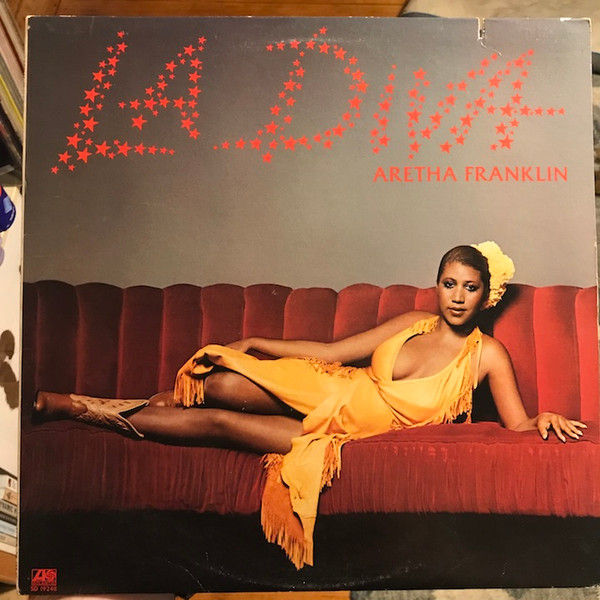 LA DIVA
ARETHA FRANKLIN
SD 19248